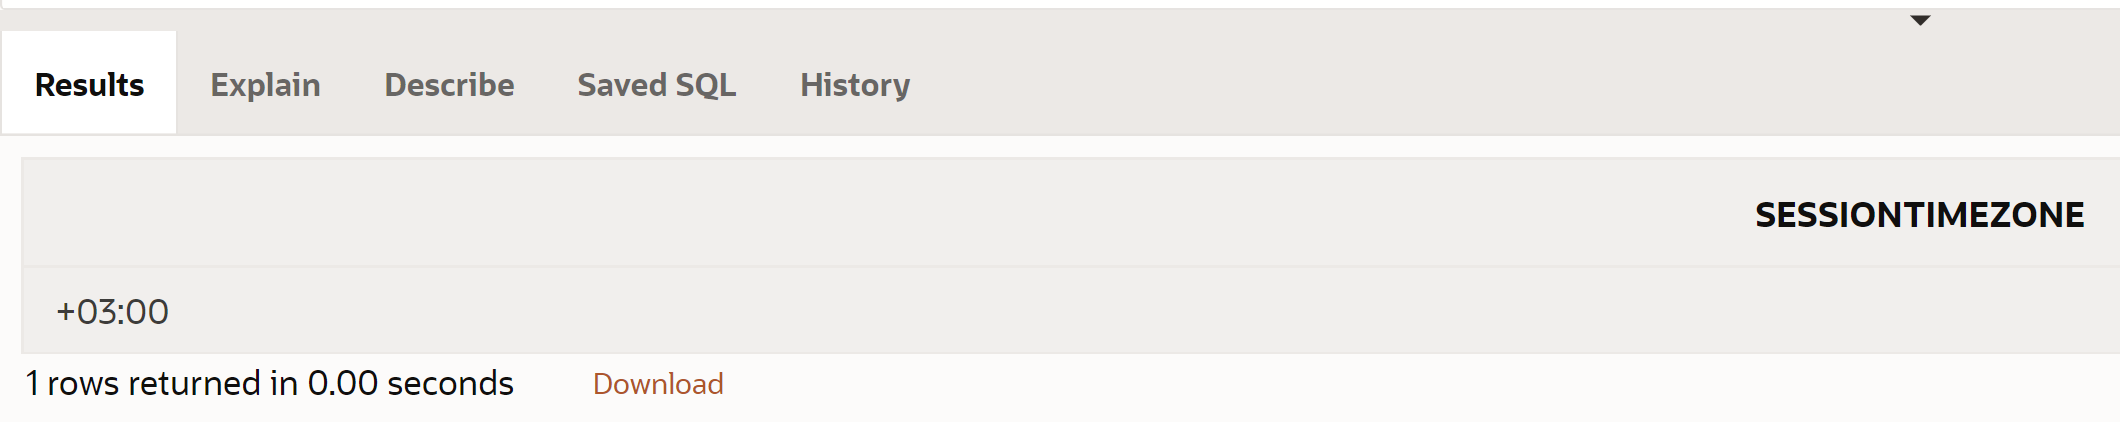 Results Explain Describe Saved SQL History
SESSIONTIMEZONE
+03:00
1 rows returned in 0.00 seconds Download